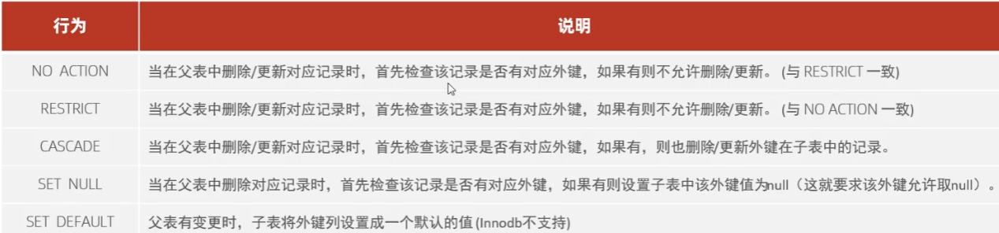 行为 说明
NO ACTION 当在父表中删除/更新对应记录时，首先检查该记录是否有对应外键，如果有则不允许删除/更新。 (与 RESTRICT 一致)
RESTRICT 当在父表中删除/更新对应记录时，首先检查该记录是否有对应外键，如果有则不允许删除/更新。 (与 NO ACTION 一致)
CASCADE 当在父表中删除/更新对应记录时，首先检查该记录是否有对应外键，如果有，则也删除/更新外键在子表中的记录。
SET NULL 当在父表中删除对应记录时，首先检查该记录是否有对应外键，如果有则设置子表中该外键值为null（这就要求该外键允许取null）。
SET DEFAULT 父表有变更时，子表将外键列设置成一个默认的值 (Innodb不支持)